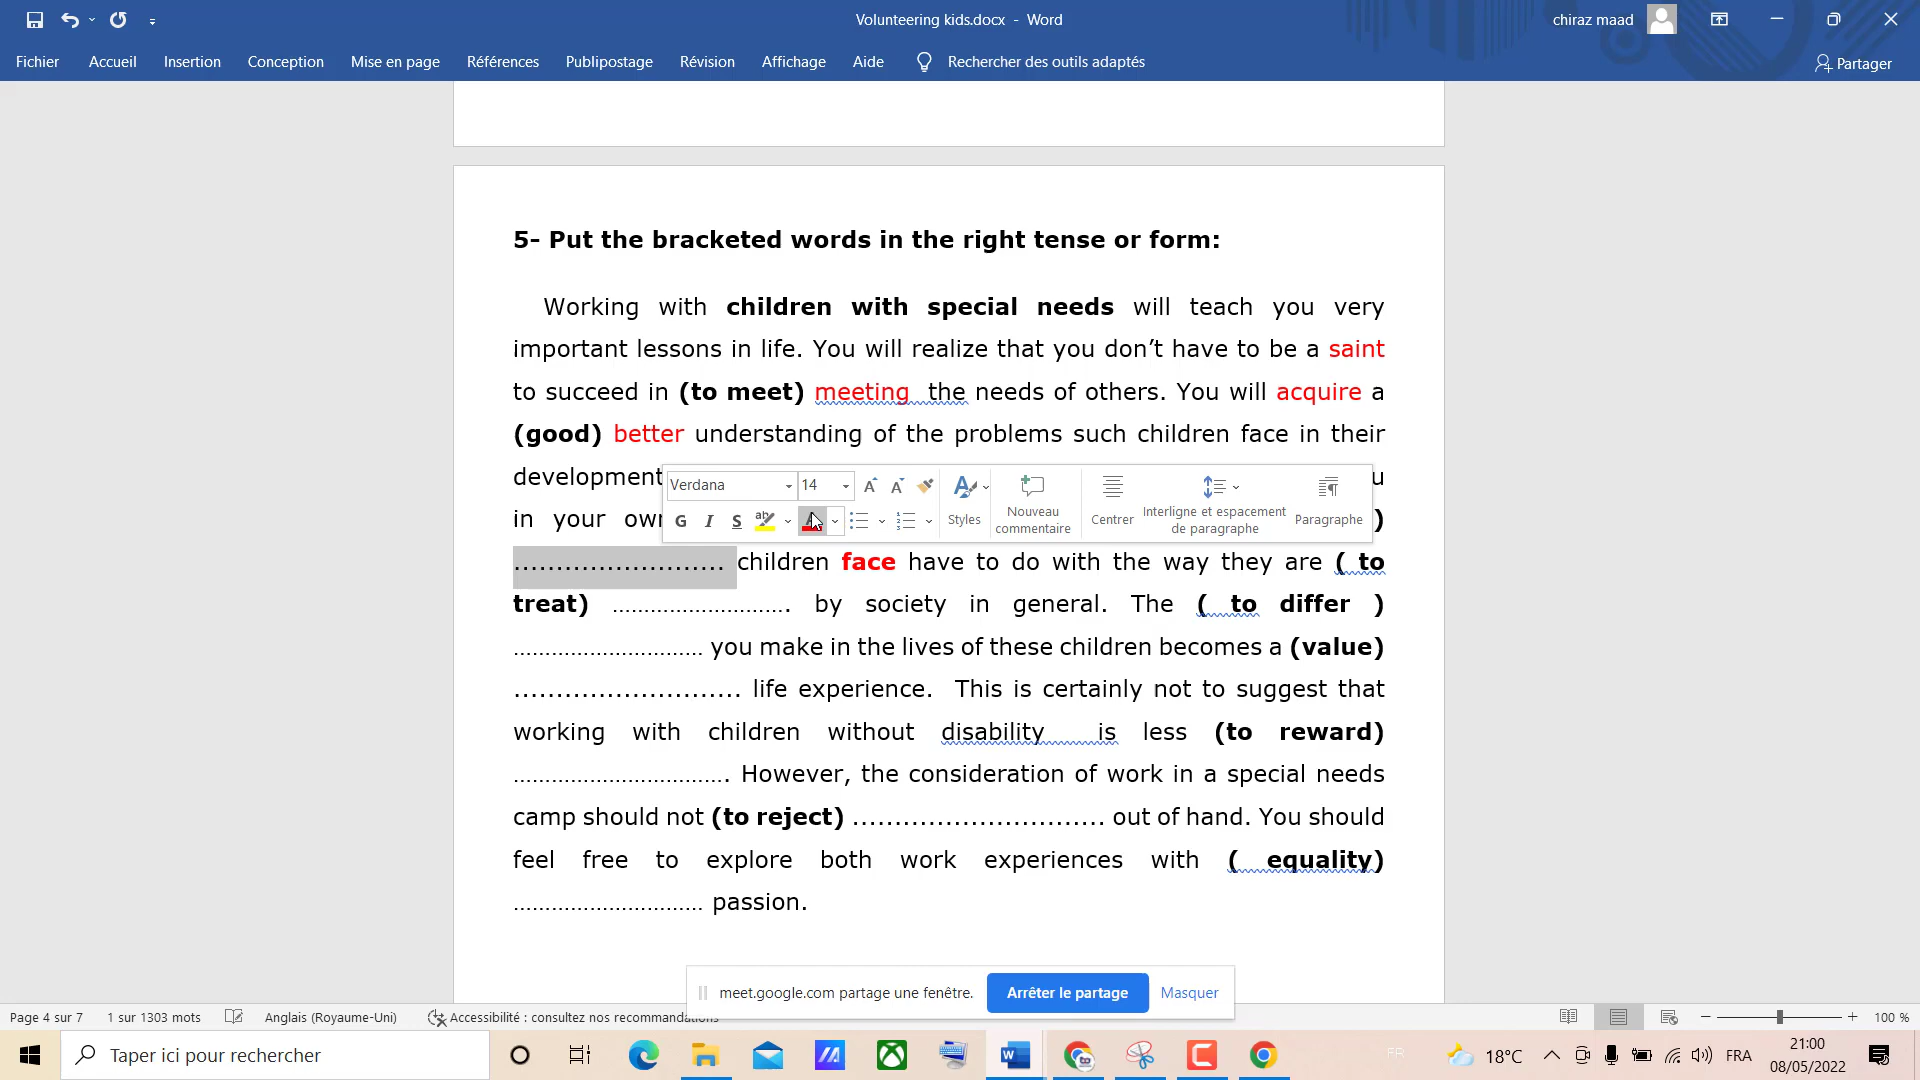 Volunteering kids.docx - Word
chiraz maad
Fichier Accueil Insertion Conception Mise en page Références Publipostage Révision Affichage Aide Rechercher des outils adaptés Partager
5- Put the bracketed words in the right tense or form:
Working with children with special needs will teach you very
important lessons in life. You will realize that you don’t have to be a saint
to succeed in (to meet) meeting the needs of others. You will acquire a
(good) better understanding of the problems such children face in their
development
Verdana 14
in your own
G I S Styles Nouveau commentaire Centrer Interligne et espacement de paragraphe Paragraphe
)
......................... children face have to do with the way they are ( to
treat) ............................ by society in general. The ( to differ )
.............................. you make in the lives of these children becomes a (value)
........................... life experience. This is certainly not to suggest that
working with children without disability is less (to reward)
.................................. However, the consideration of work in a special needs
camp should not (to reject) .............................. out of hand. You should
feel free to explore both work experiences with ( equality)
.............................. passion.
meet.google.com partage une fenêtre. Arrêter le partage Masquer
Page 4 sur 7 1 sur 1303 mots Anglais (Royaume-Uni) Accessibilité : consultez nos recommandations 100 %
Taper ici pour rechercher
18°C FRA
21:00
08/05/2022